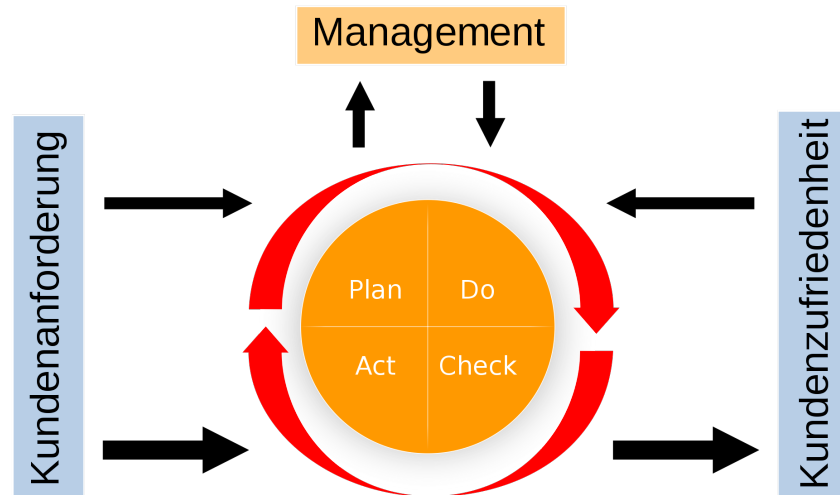 Management
Kundenanforderung
Plan
Do
Act
Check
Kundenzufriedenheit